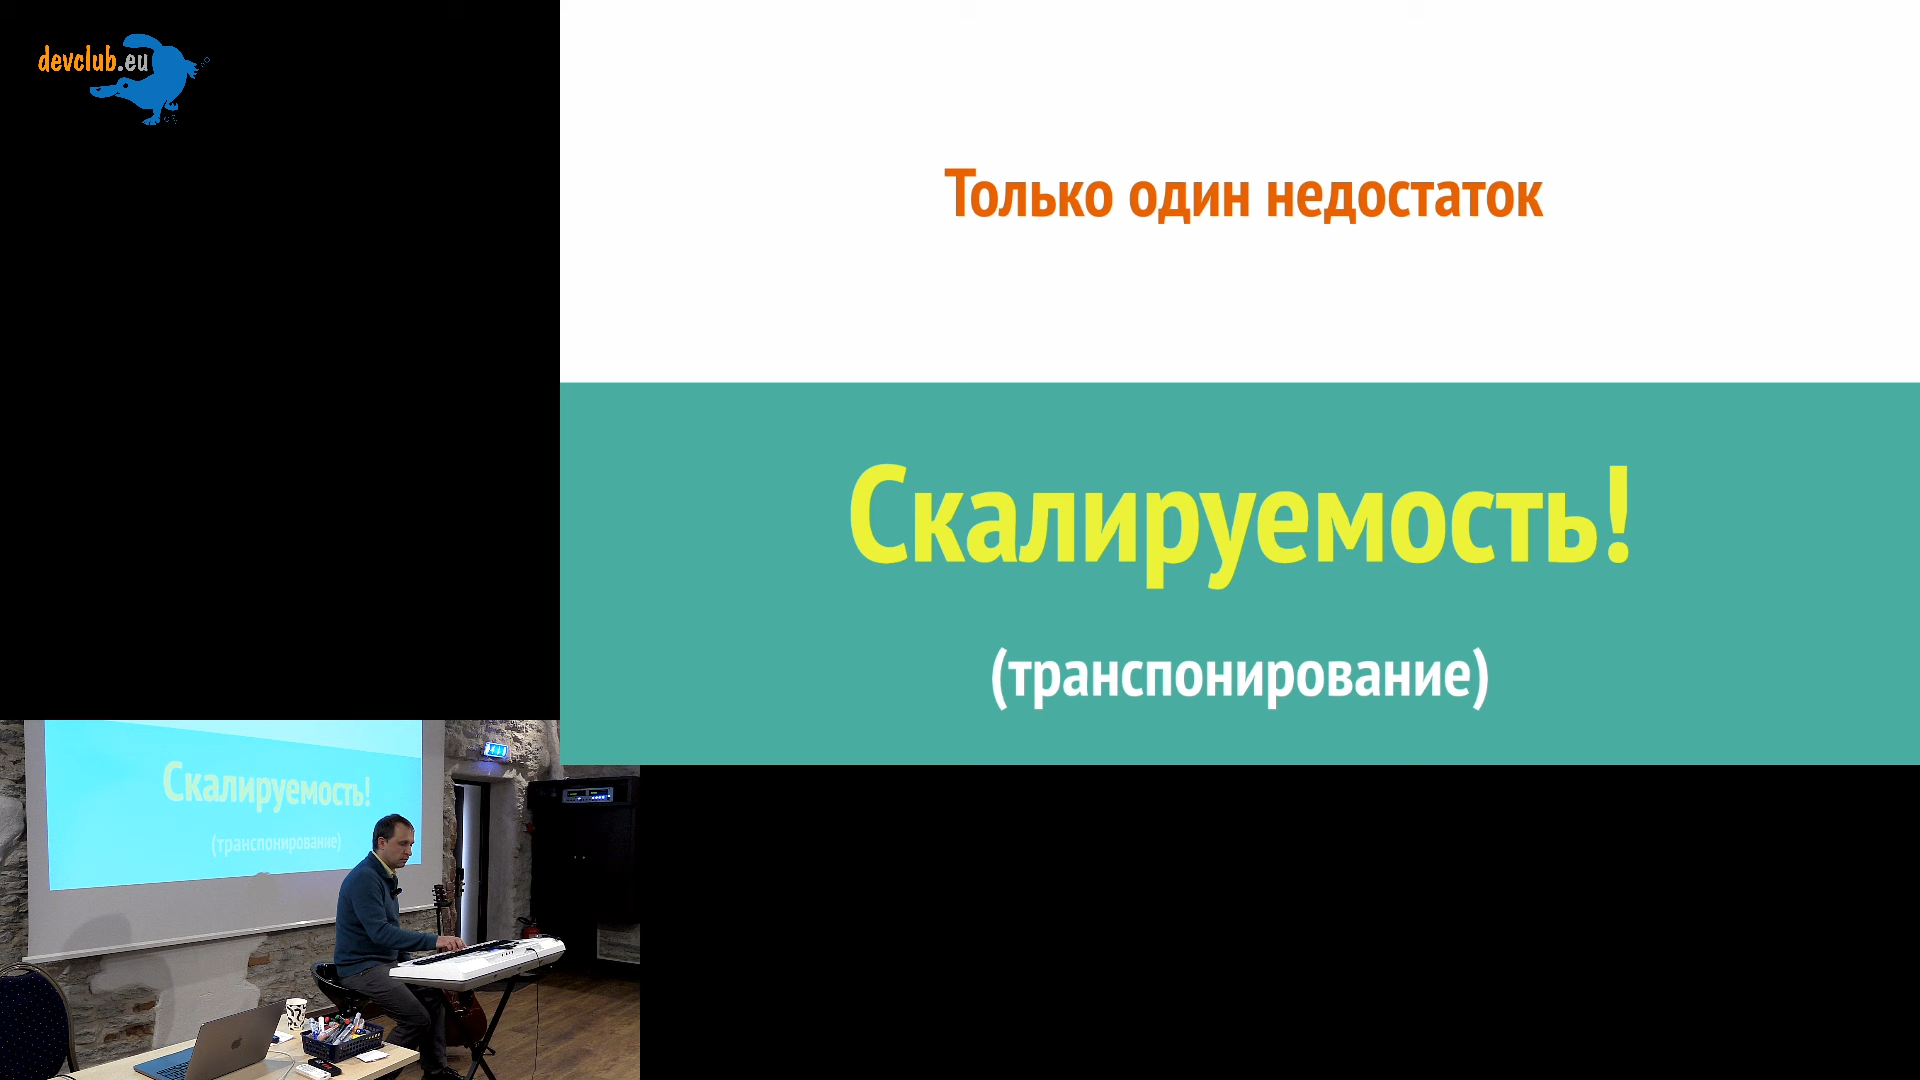 devclub.eu
Только один недостаток
Скалируемость!
(транспонирование)
Скалируемость!
(транспонирование)